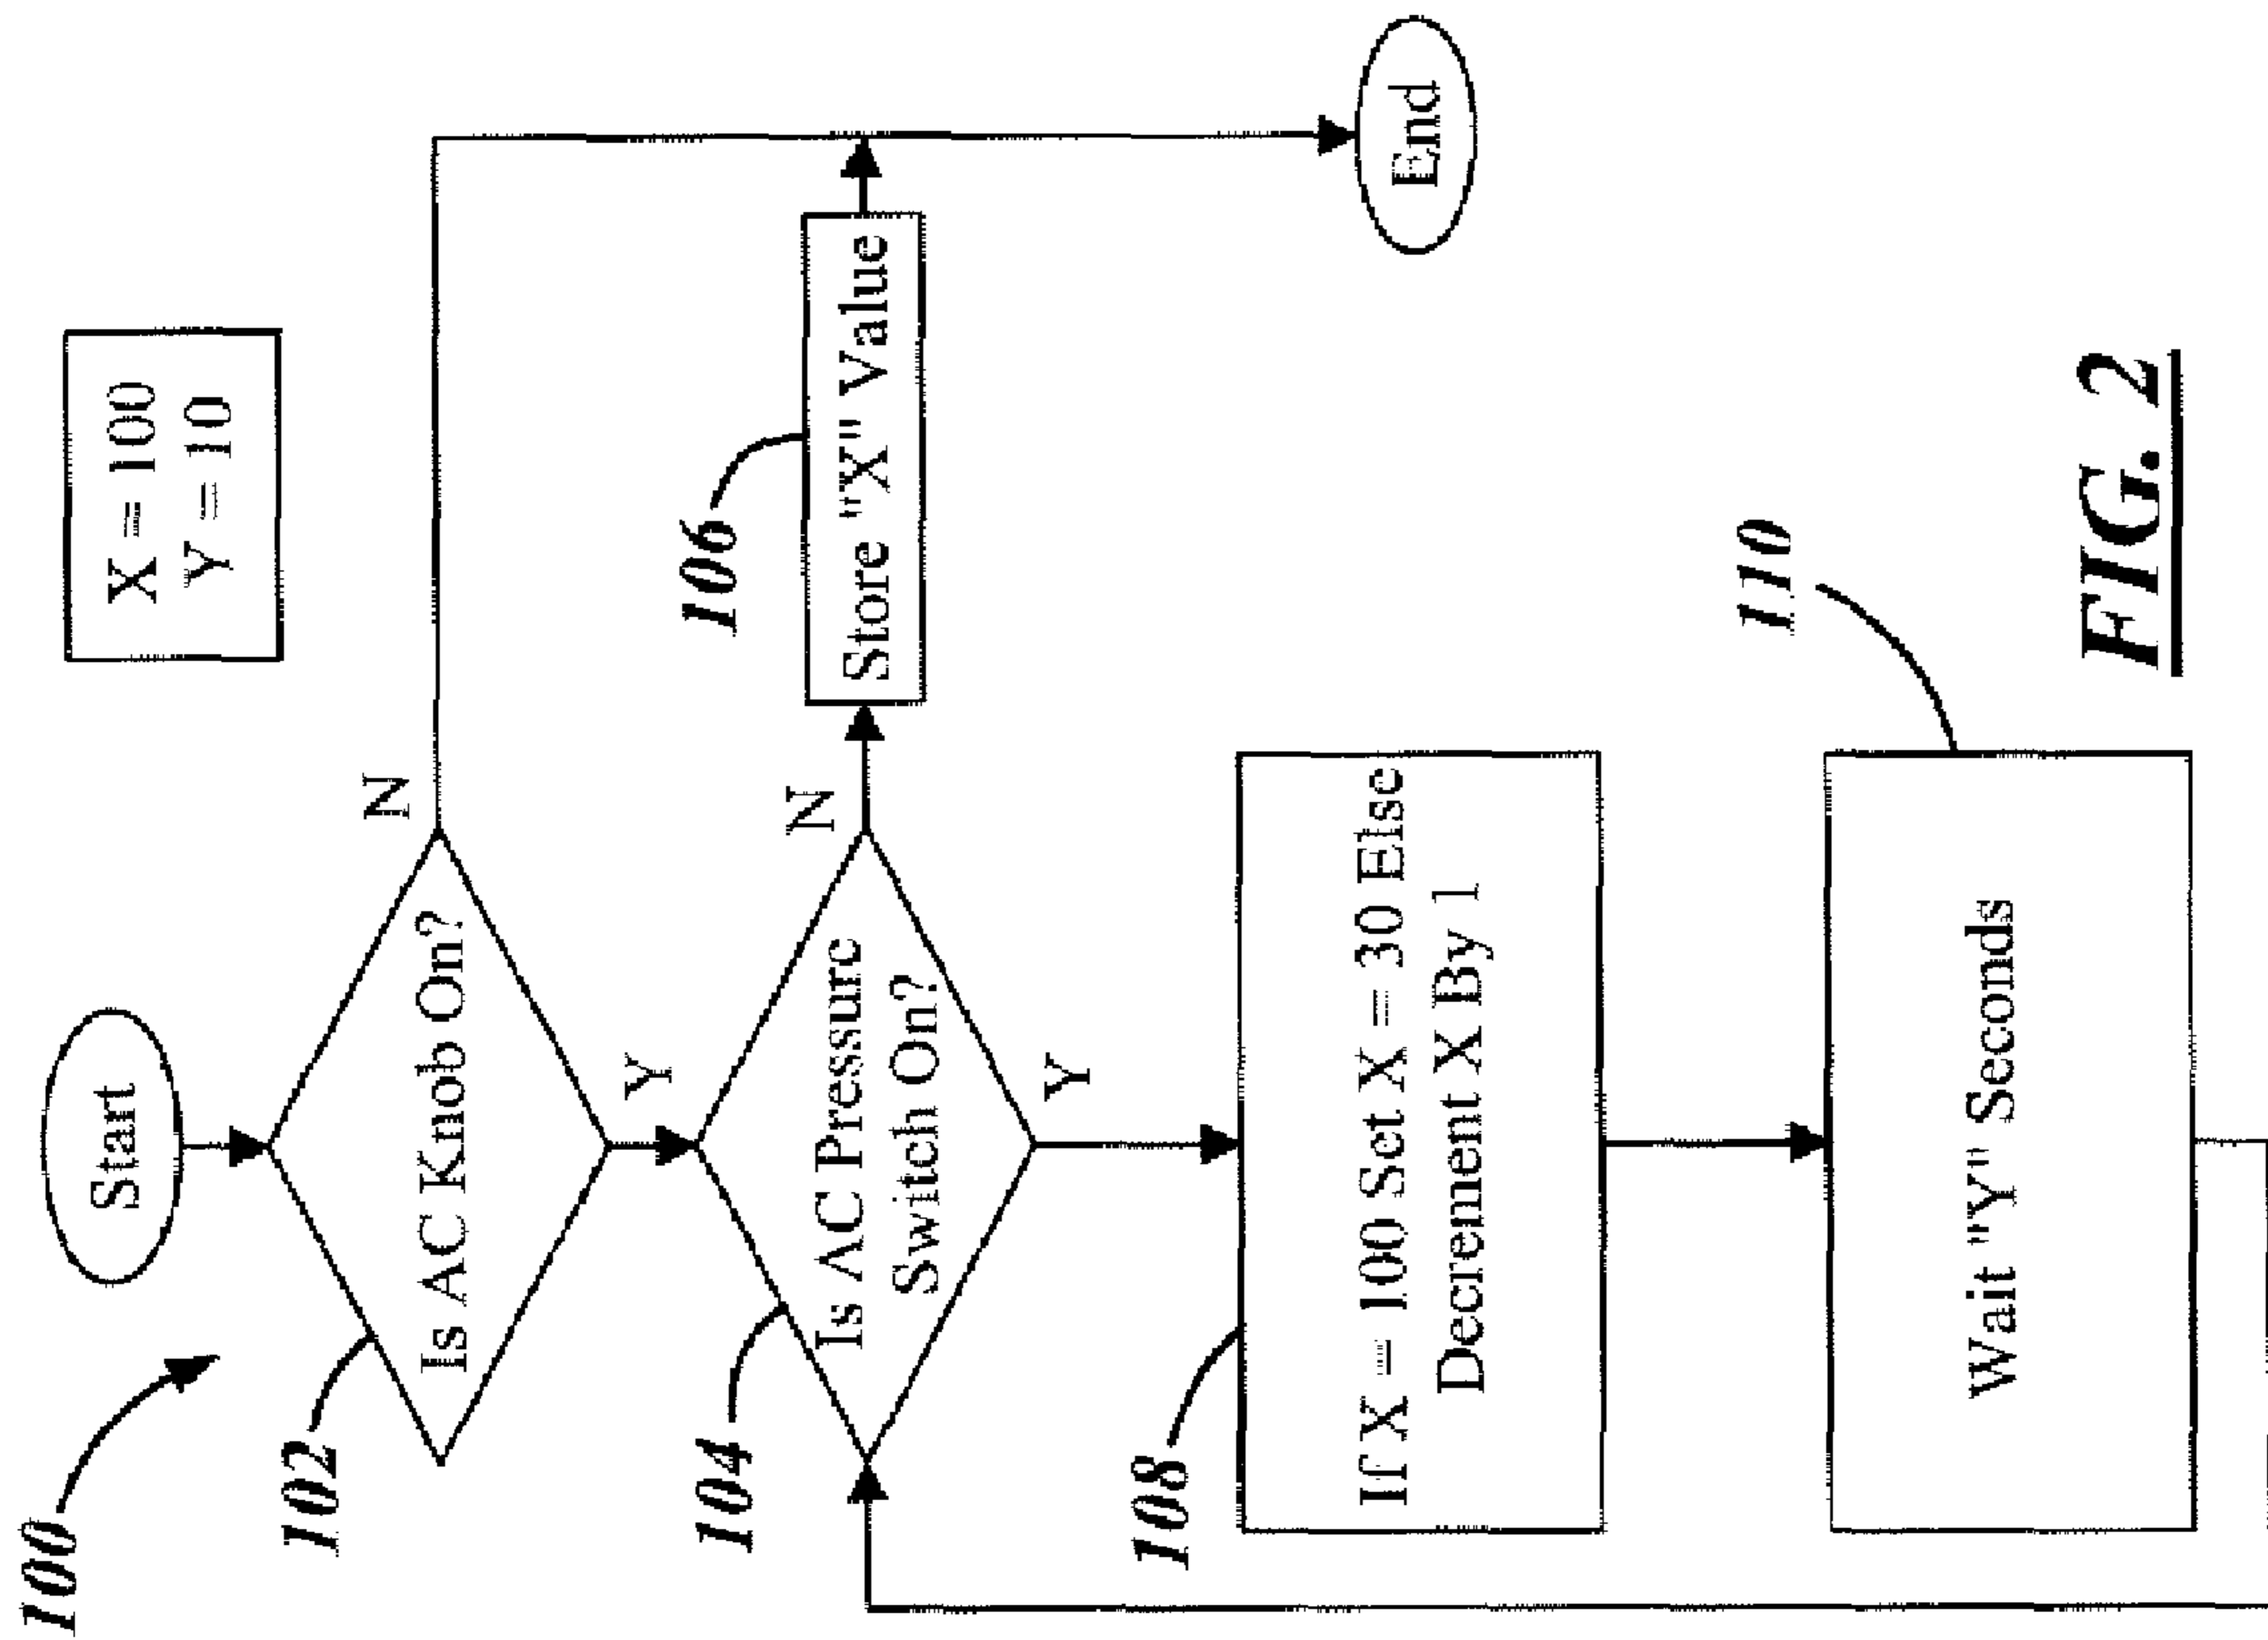 100
Start
X = 100
Y = 10
102
Is AC Knob On?
N
Y
104
Is AC Pressure
Switch On?
N
106
Store "X" Value
Y
108
If X = 100 Set X = 30 Else
Decrement X By 1
End
110
Wait "Y" Seconds
FIG. 2